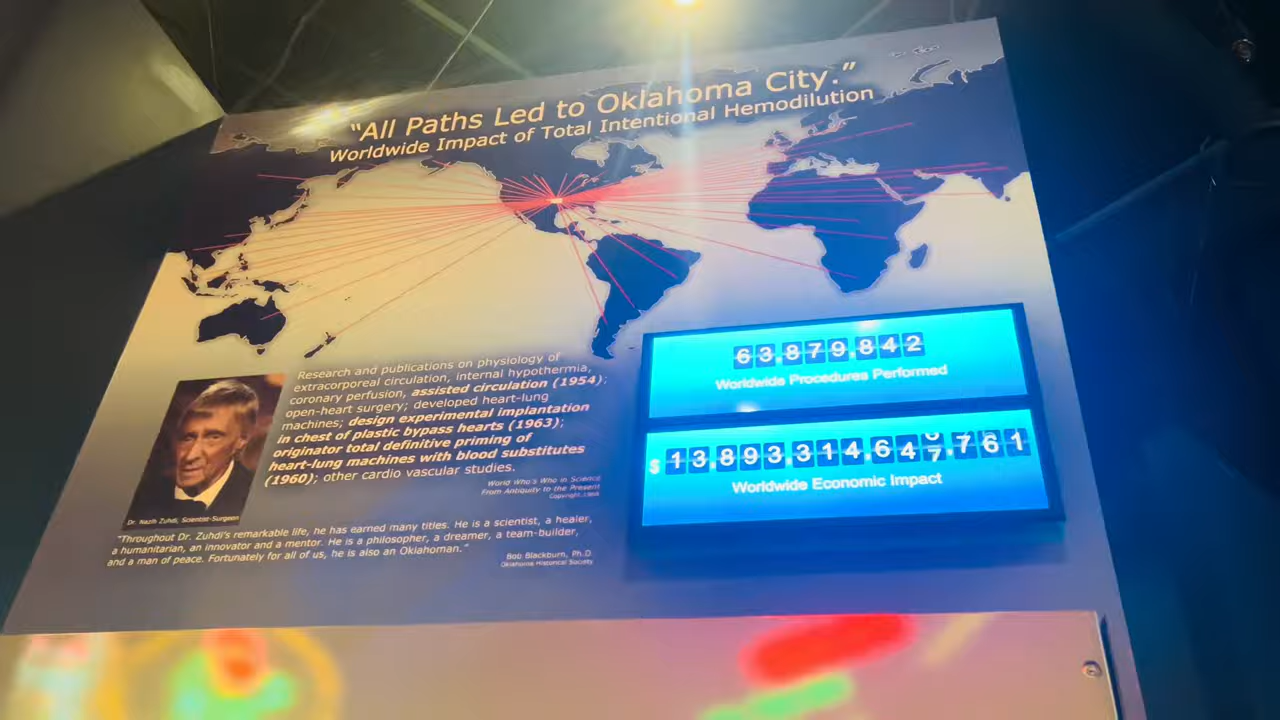 “All Paths Led to Oklahoma City.”
Worldwide Impact of Total Intentional Hemodilution
Research and publications on physiology of
extracorporeal circulation, internal hypothermia,
coronary perfusion, assisted circulation (1954);
open-heart surgery; developed heart-lung
machines; design experimental implantation
in chest of plastic bypass hearts (1963);
originator total definitive priming of
heart-lung machines with blood substitutes
(1960); other cardio vascular studies.
World Who's Who in Science
From Antiquity to the Present
Copyright
Dr. Nazih Zuhdi, Scientist-Surgeon
"Throughout Dr. Zuhdi's remarkable life, he has earned many titles. He is a scientist, a healer,
a humanitarian, an innovator and a mentor. He is a philosopher, a dreamer, a team-builder,
and a man of peace. Fortunately for all of us, he is also an Oklahoman."
Bob Blackburn, Ph.D.
Oklahoma Historical Society
63,879,842
Worldwide Procedures Performed
$13,893,314,647,761
Worldwide Economic Impact